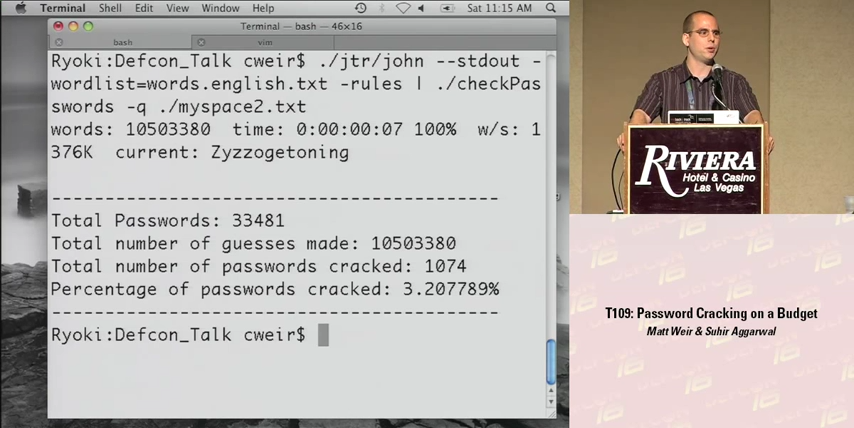 Terminal Shell Edit View Window Help Sat 11:15 AM
Terminal — bash — 46×16
bash vim
Ryoki:Defcon_Talk cweir$ ./jtr/john --stdout -
wordlist=words.english.txt -rules | ./checkPas
swords -q ./myspace2.txt
words: 10503380 time: 0:00:00:07 100% w/s: 1
376K current: Zyzzogetoning
------------------------------------------
Total Passwords: 33481
Total number of guesses made: 10503380
Total number of passwords cracked: 1074
Percentage of passwords cracked: 3.207789%
------------------------------------------
Ryoki:Defcon_Talk cweir$
RIVIERA
Hotel & Casino
Las Vegas
T109: Password Cracking on a Budget
Matt Weir & Suhir Aggarwal